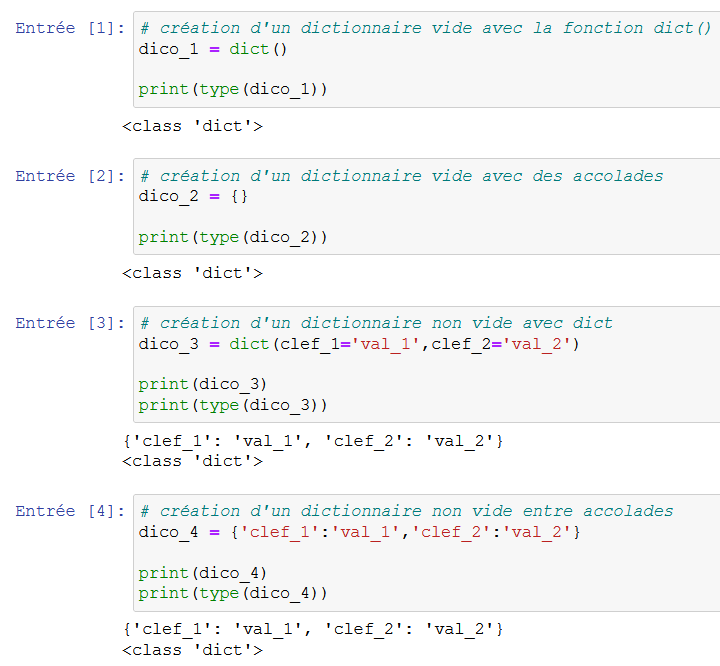 Entrée [1]: # création d'un dictionnaire vide avec la fonction dict()
dico_1 = dict()
print(type(dico_1))
<class 'dict'>
Entrée [2]: # création d'un dictionnaire vide avec des accolades
dico_2 = {}
print(type(dico_2))
<class 'dict'>
Entrée [3]: # création d'un dictionnaire non vide avec dict
dico_3 = dict(clef_1='val_1',clef_2='val_2')
print(dico_3)
print(type(dico_3))
{'clef_1': 'val_1', 'clef_2': 'val_2'}
<class 'dict'>
Entrée [4]: # création d'un dictionnaire non vide entre accolades
dico_4 = {'clef_1':'val_1','clef_2':'val_2'}
print(dico_4)
print(type(dico_4))
{'clef_1': 'val_1', 'clef_2': 'val_2'}
<class 'dict'>